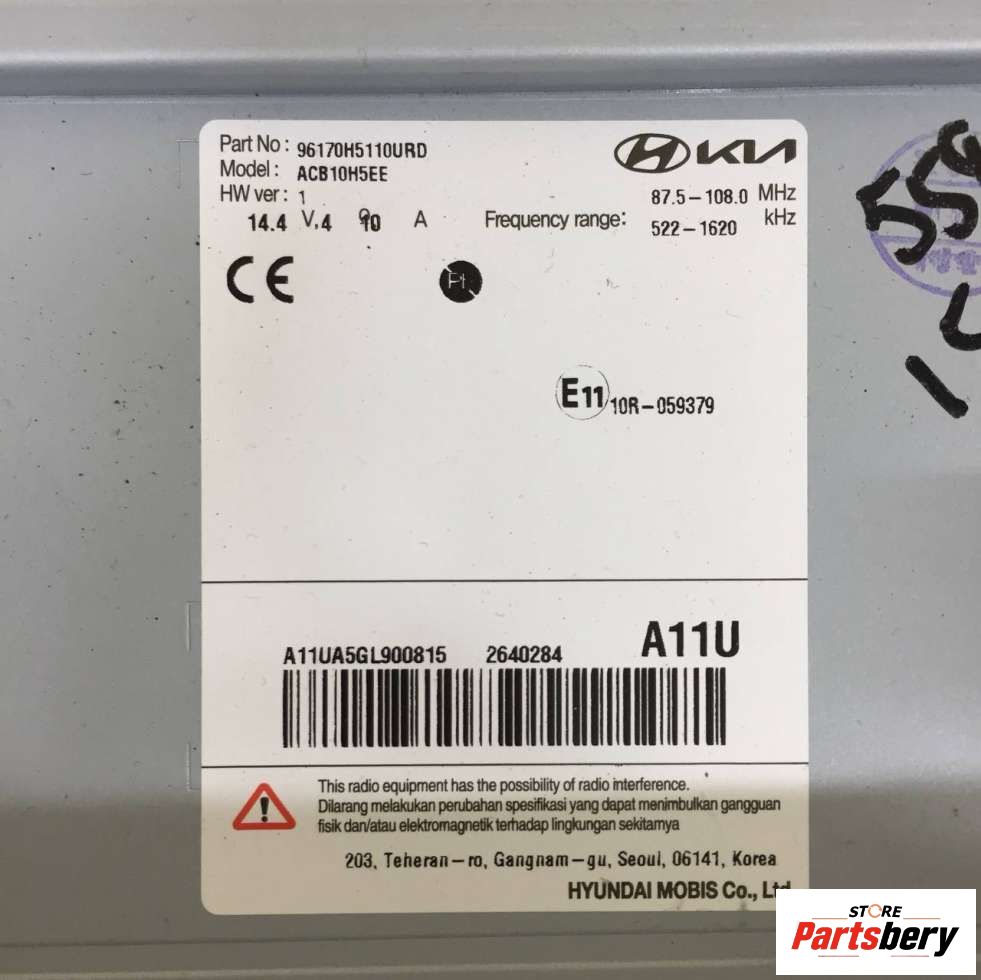 Part No : 96170H5110URD
Model : ACB10H5EE
HW ver : 1
14.4 V, 4 10 A
HYUNDAI KIA
Frequency range: 87.5-108.0 MHz
522-1620 kHz
CE
E11 10R-059379
A11U
A11UA5GL900815 2640284
This radio equipment has the possibility of radio interference.
Dilarang melakukan perubahan spesifikasi yang dapat menimbulkan gangguan
fisik dan/atau elektromagnetik terhadap lingkungan sekitarnya
203, Teheran-ro, Gangnam-gu, Seoul, 06141, Korea
HYUNDAI MOBIS Co., Ltd.
STORE
Partsbery